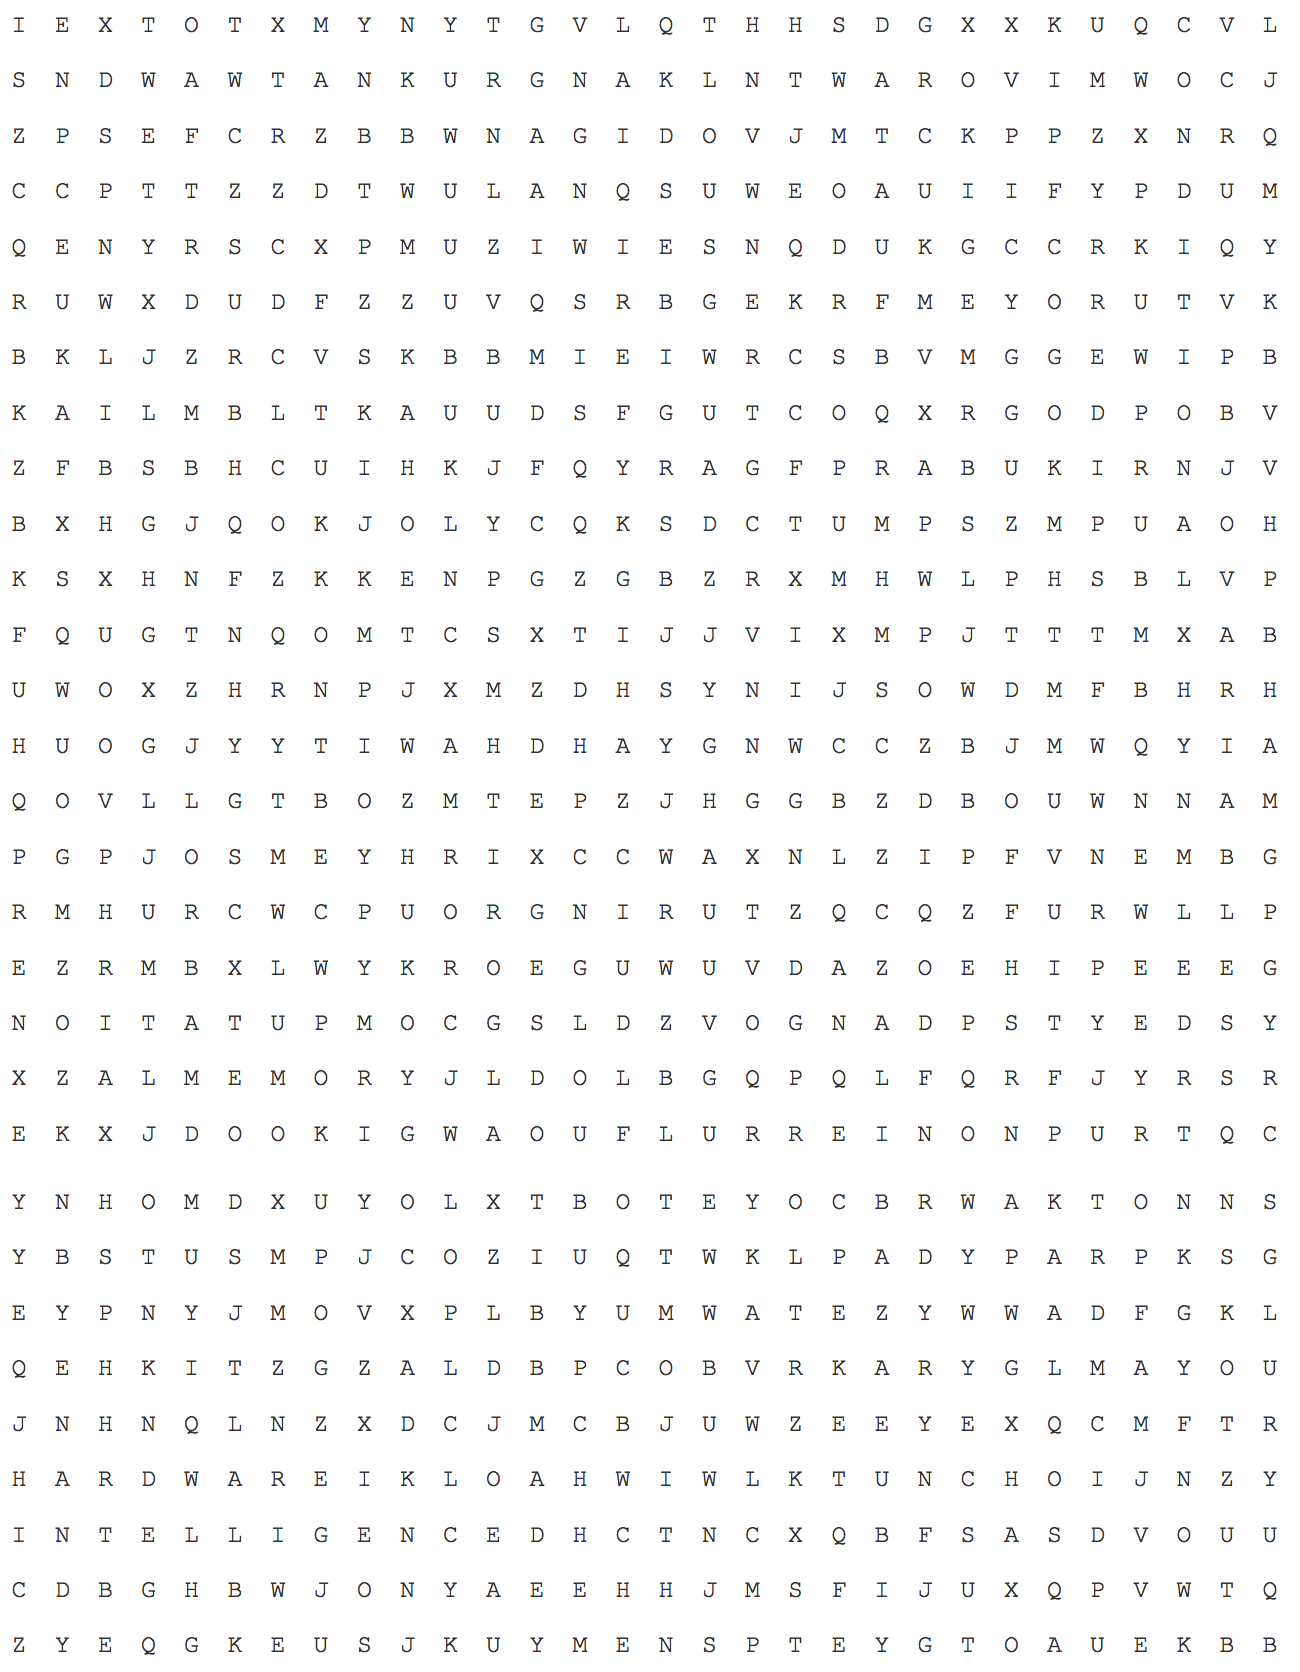 I E X T O T X M Y N Y T G V L Q T H H S D G X X K U Q C V L
S N D W A W T A N K U R G N A K L N T W A R O V I M W O C J
Z P S E F C R Z B B W N A G I D O V J M T C K P P Z X N R Q
C C P T T Z Z D T W U L A N Q S U W E O A U I I F Y P D U M
Q E N Y R S C X P M U Z I W I E S N Q D U K G C C R K I Q Y
R U W X D U D F Z Z U V Q S R B G E K R F M E Y O R U T V K
B K L J Z R C V S K B B M I E I W R C S B V M G G E W I P B
K A I L M B L T K A U U D S F G U T C O Q X R G O D P O B V
Z F B S B H C U I H K J F Q Y R A G F P R A B U K I R N J V
B X H G J Q O K J O L Y C Q K S D C T U M P S Z M P U A O H
K S X H N F Z K K E N P G Z G B Z R X M H W L P H S B L V P
F Q U G T N Q O M T C S X T I J J V I X M P J T T T M X A B
U W O X Z H R N P J X M Z D H S Y N I J S O W D M F B H R H
H U O G J Y Y T I W A H D H A Y G N W C C Z B J M W Q Y I A
Q O V L L G T B O Z M T E P Z J H G G B Z D B O U W N N A M
P G P J O S M E Y H R I X C C W A X N L Z I P F V N E M B G
R M H U R C W C P U O R G N I R U T Z Q C Q Z F U R W L L P
E Z R M B X L W Y K R O E G U W U V D A Z O E H I P E E E G
N O I T A T U P M O C G S L D Z V O G N A D P S T Y E D S Y
X Z A L M E M O R Y J L D O L B G Q P Q L F Q R F J Y R S R
E K X J D O O K I G W A O U F L U R R E I N O N P U R T Q C
Y N H O M D X U Y O L X T B O T E Y O C B R W A K T O N N S
Y B S T U S M P J C O Z I U Q T W K L P A D Y P A R P K S G
E Y P N Y J M O V X P L B Y U M W A T E Z Y W W A D F G K L
Q E H K I T Z G Z A L D B P C O B V R K A R Y G L M A Y O U
J N H N Q L N Z X D C J M C B J U W Z E E Y E X Q C M F T R
H A R D W A R E I K L O A H W I W L K T U N C H O I J N Z Y
I N T E L L I G E N C E D H C T N C X Q B F S A S D V O U U
C D B G H B W J O N Y A E E H H J M S F I J U X Q P V W T Q
Z Y E Q G K E U S J K U Y M E N S P T E Y G T O A U E K B B